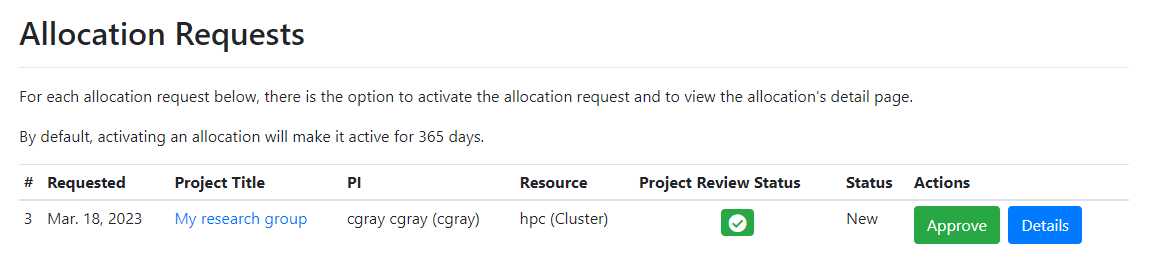 Allocation Requests
For each allocation request below, there is the option to activate the allocation request and to view the allocation's detail page.
By default, activating an allocation will make it active for 365 days.
# Requested Project Title PI Resource Project Review Status Status Actions
3 Mar. 18, 2023 My research group cgray cgray (cgray) hpc (Cluster) New Approve Details